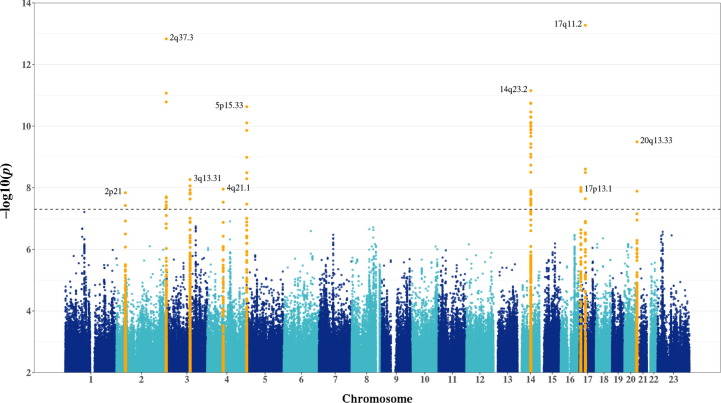 14
17q11.2
2q37.3
12
14q23.2
5p15.33
10
20q13.33
3q13.31
2p21
4q21.1
17p13.1
8
6
4
2
−log10(p)
1 2 3 4 5 6 7 8 9 10 11 12 13 14 15 16 17 18 19 20 21 22 23
Chromosome